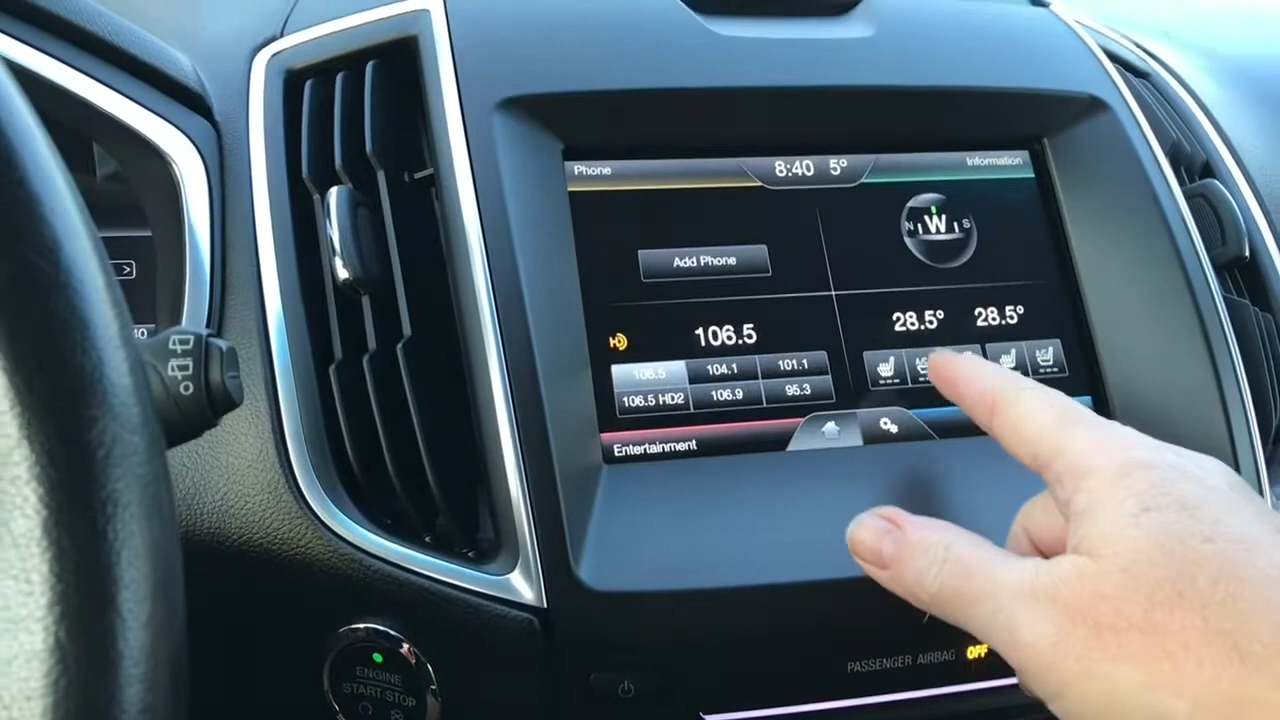 Phone
8:40 5°
Information
N W S
Add Phone
106.5
28.5° 28.5°
106.5 104.1 101.1
106.5 HD2 106.9 95.3
Entertainment
40
ENGINE
START·STOP
PASSENGER AIRBAG OFF